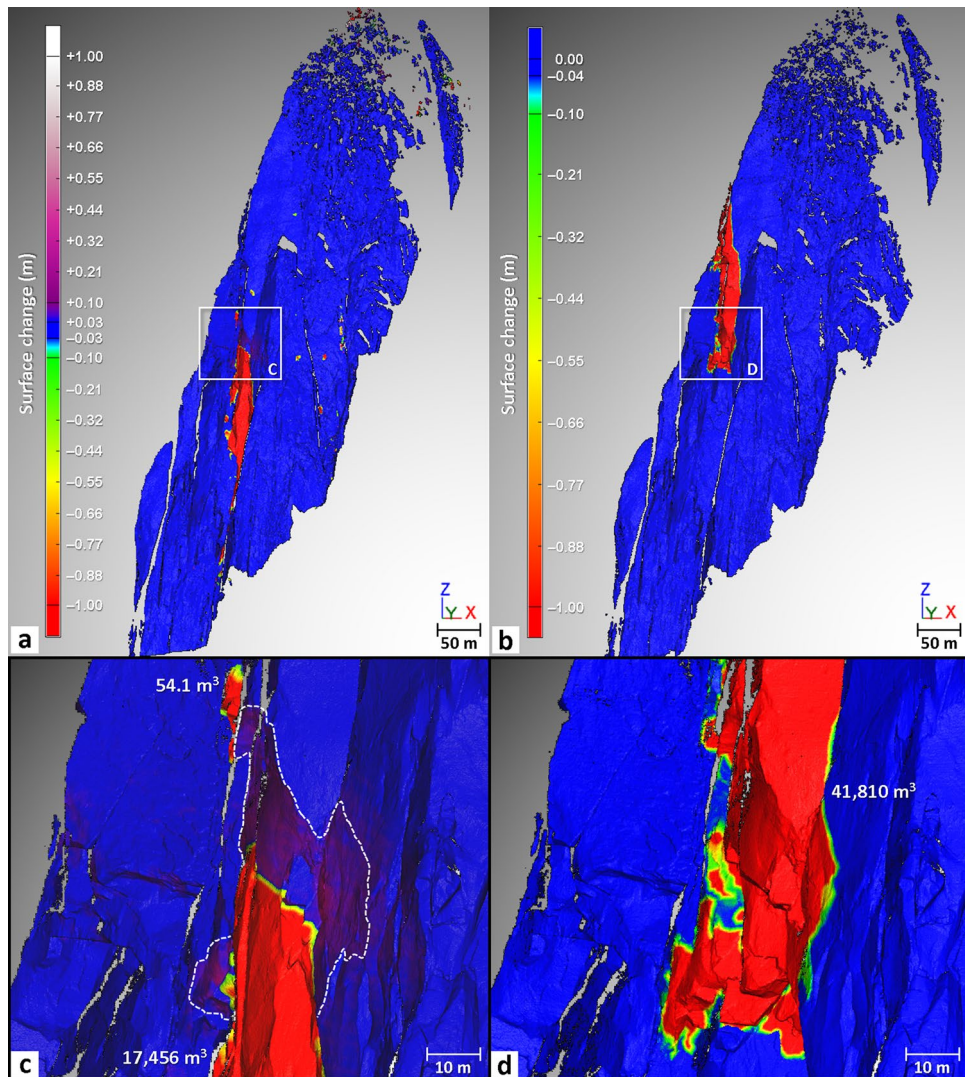 Surface change (m)
+1.00
+0.88
+0.77
+0.66
+0.55
+0.44
+0.32
+0.21
+0.10
+0.03
−0.03
−0.10
−0.21
−0.32
−0.44
−0.55
−0.66
−0.77
−0.88
−1.00
C
Z
Y
X
50 m
a
Surface change (m)
0.00
−0.04
−0.10
−0.21
−0.32
−0.44
−0.55
−0.66
−0.77
−0.88
−1.00
D
Z
Y
X
50 m
b
54.1 m³
17,456 m³
10 m
c
41,810 m³
10 m
d